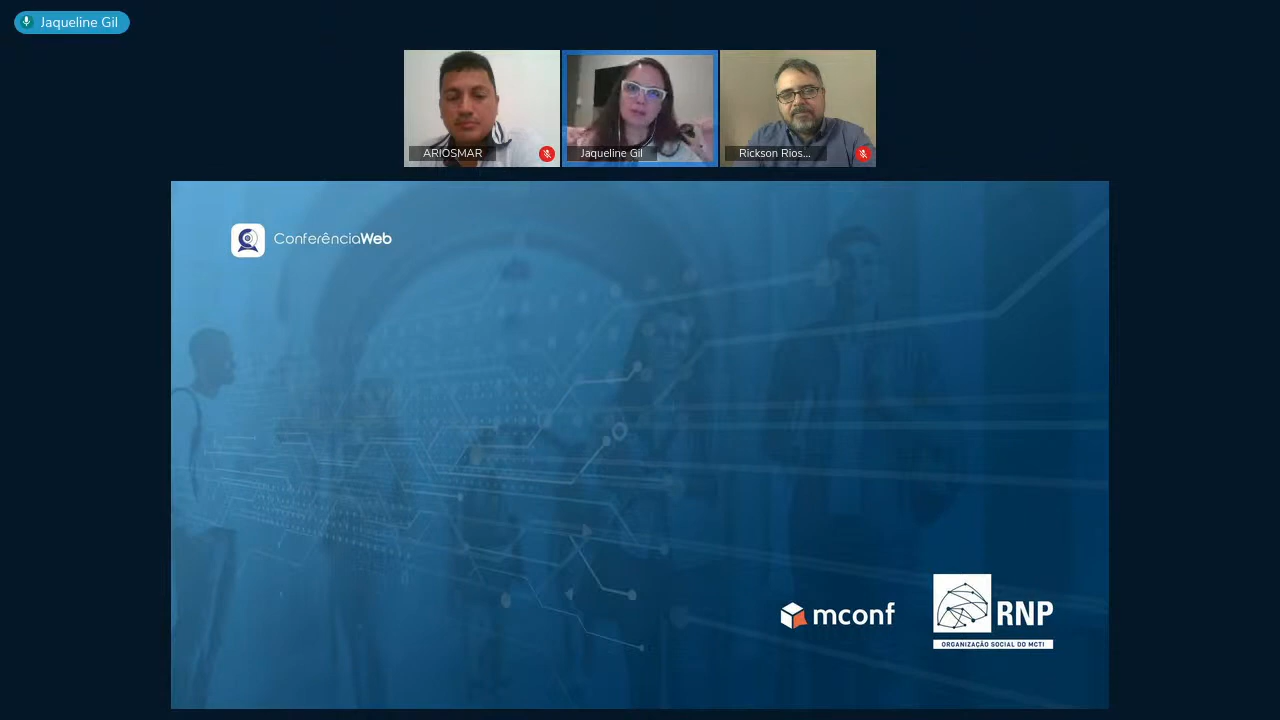 Jaqueline Gil
ARIOSMAR
Jaqueline Gil
Rickson Rios...
ConferênciaWeb
mconf
RNP
ORGANIZAÇÃO SOCIAL DO MCTI